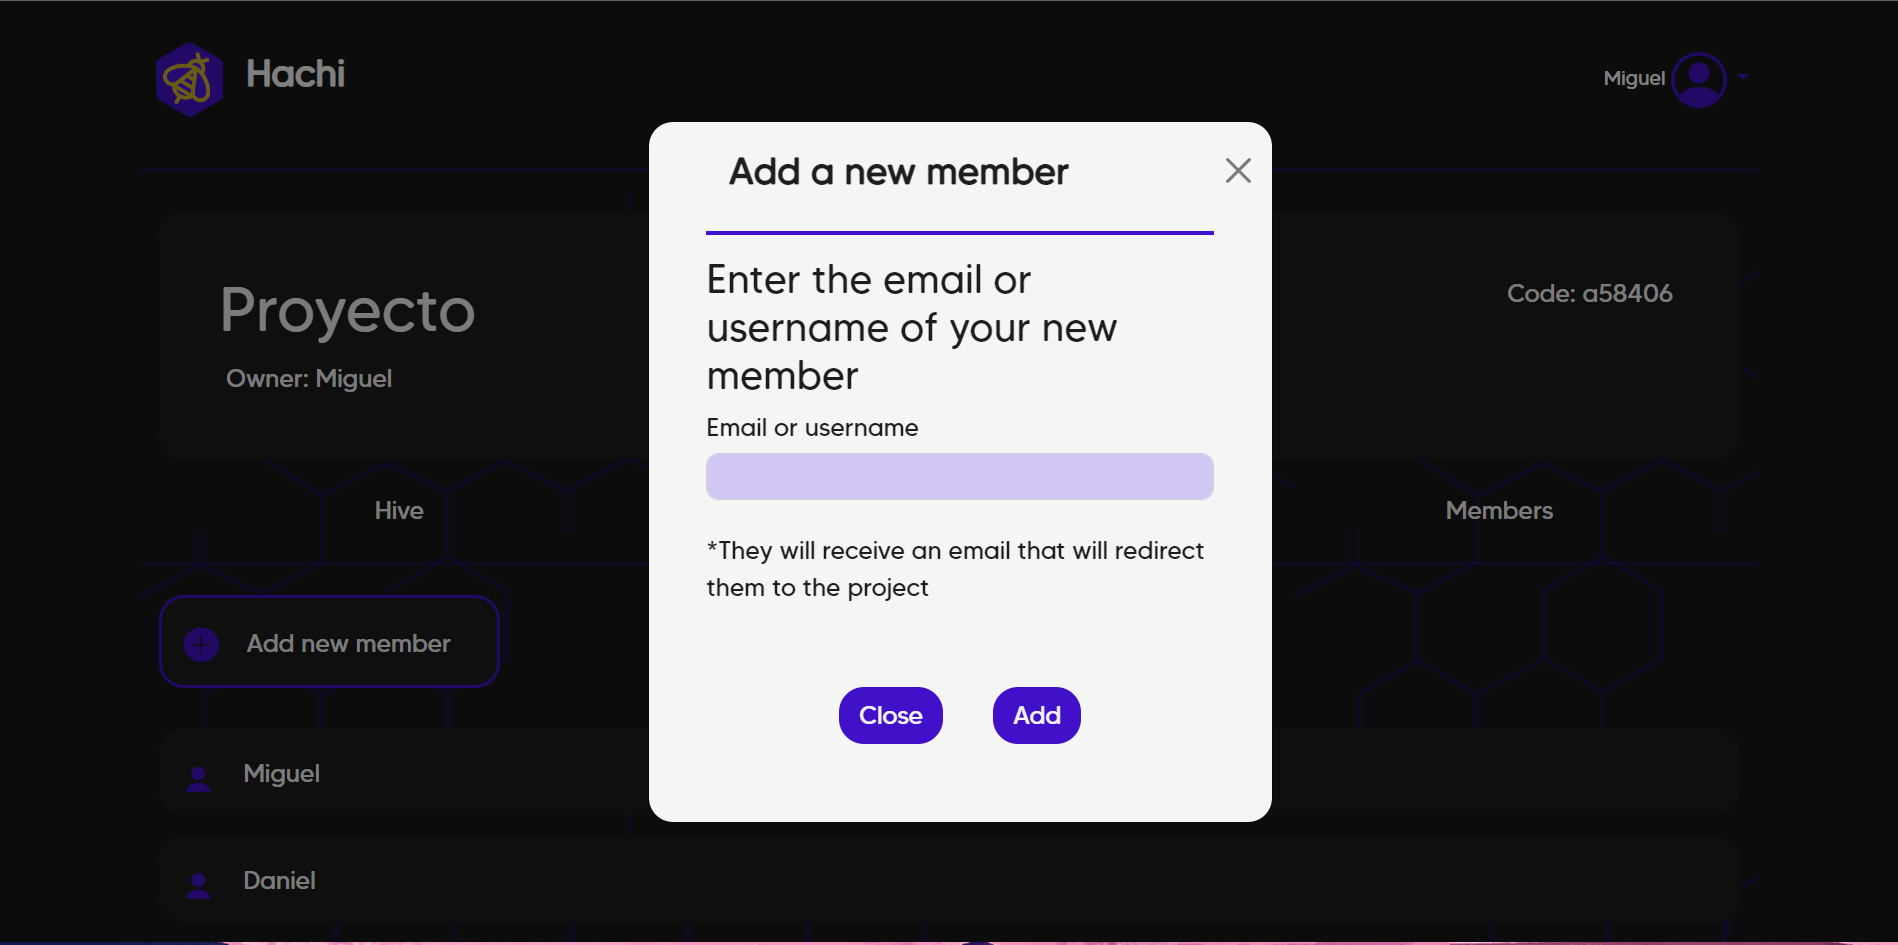 Hachi
Miguel
Add a new member
Enter the email or
username of your new
member
Email or username
*They will receive an email that will redirect
them to the project
Close
Add
Proyecto
Owner: Miguel
Code: a58406
Hive
Members
Add new member
Miguel
Daniel